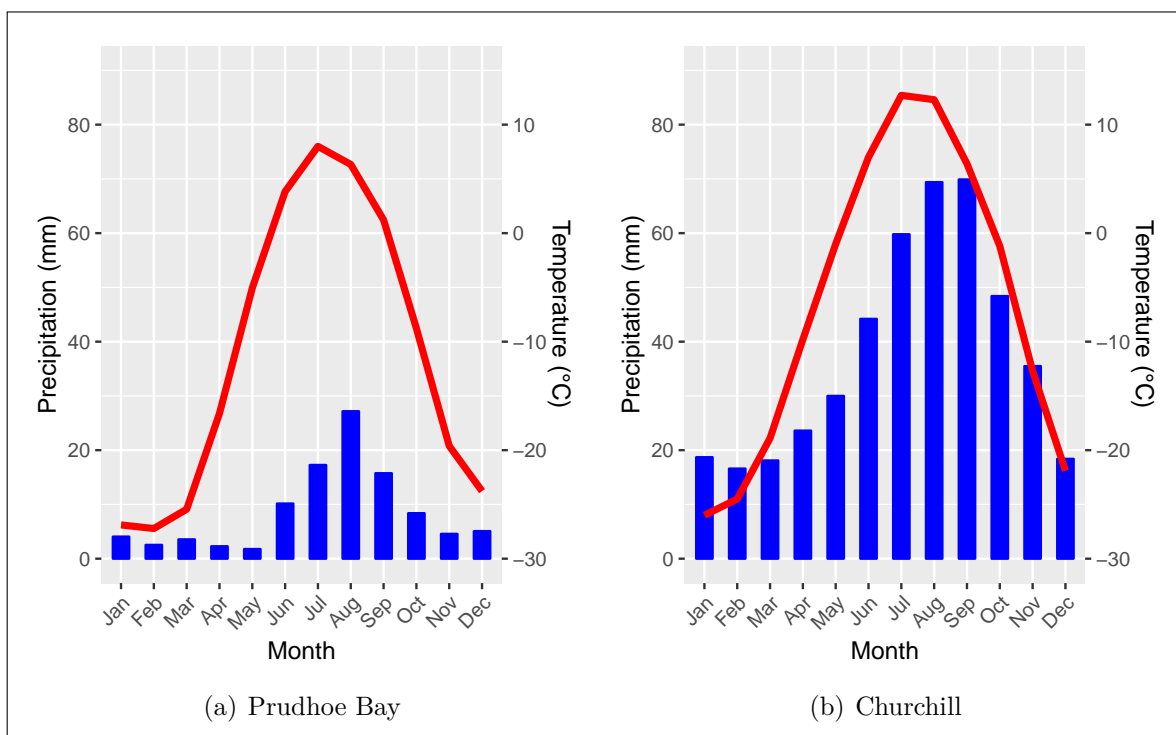 80
60
40
20
0
Precipitation (mm)
10
0
−10
−20
−30
Temperature (°C)
Jan
Feb
Mar
Apr
May
Jun
Jul
Aug
Sep
Oct
Nov
Dec
Month
(a) Prudhoe Bay
80
60
40
20
0
Precipitation (mm)
10
0
−10
−20
−30
Temperature (°C)
Jan
Feb
Mar
Apr
May
Jun
Jul
Aug
Sep
Oct
Nov
Dec
Month
(b) Churchill